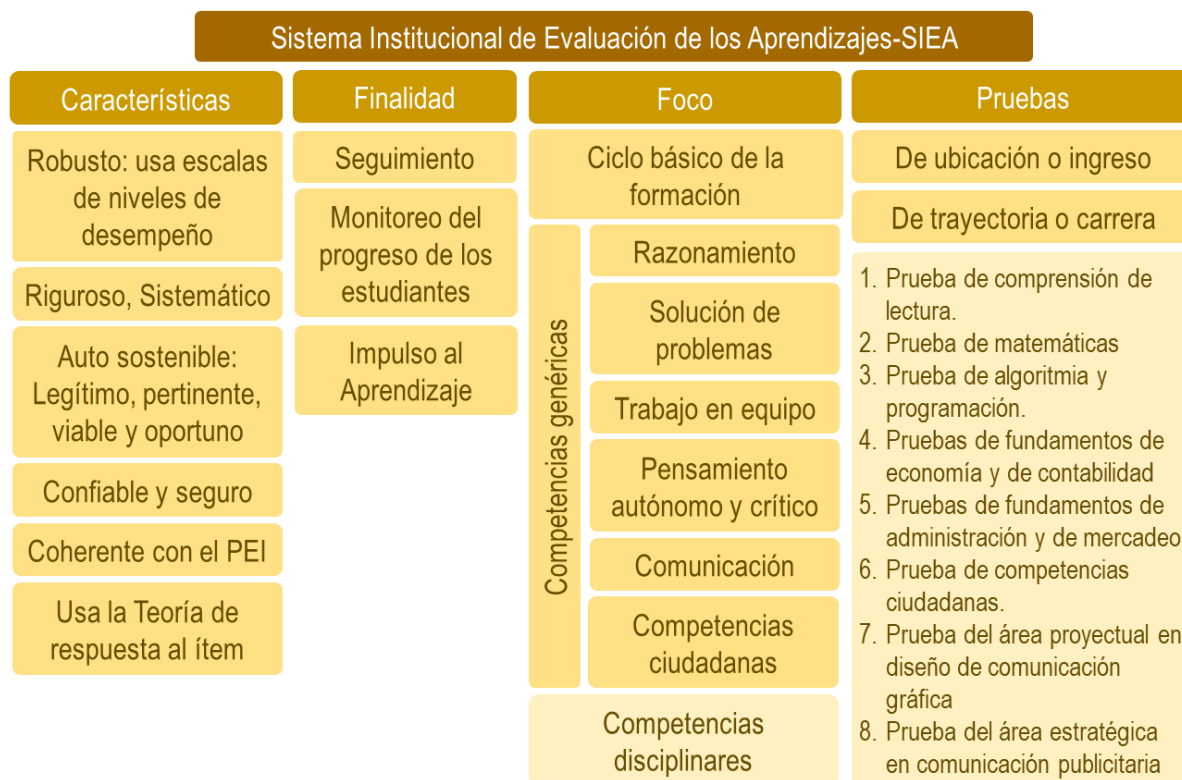 Sistema Institucional de Evaluación de los Aprendizajes-SIEA
Característificas
Robusto: usa escalas
de niveles de
desempeño
Riguroso, Sistemático
Auto sostenible:
Legítimo, pertinente,
viable y oportuno
Confiable y seguro
Coherente con el PEI
Usa la Teoría de
respuesta al ítem
Finalidad
Seguimiento
Monitoreo del
progreso de los
estudiantes
Impulso al
Aprendizaje
Foco
Ciclo básico de la
formación
Competencias genéricas
Razonamiento
Solución de
problemas
Trabajo en equipo
Pensamiento
autónomo y crítico
Comunicación
Competencias
ciudadanas
Competencias
disciplinares
Pruebas
De ubicación o ingreso
De trayectoria o carrera
1. Prueba de comprensión de
lectura.
2. Prueba de matemáticas
3. Prueba de algoritmia y
programación.
4. Pruebas de fundamentos de
economía y de contabilidad
5. Pruebas de fundamentos de
administración y de mercadeo
6. Prueba de competencias
ciudadanas.
7. Prueba del área proyectual en
diseño de comunicación
gráfica
8. Prueba del área estratégica
en comunicación publicitaria